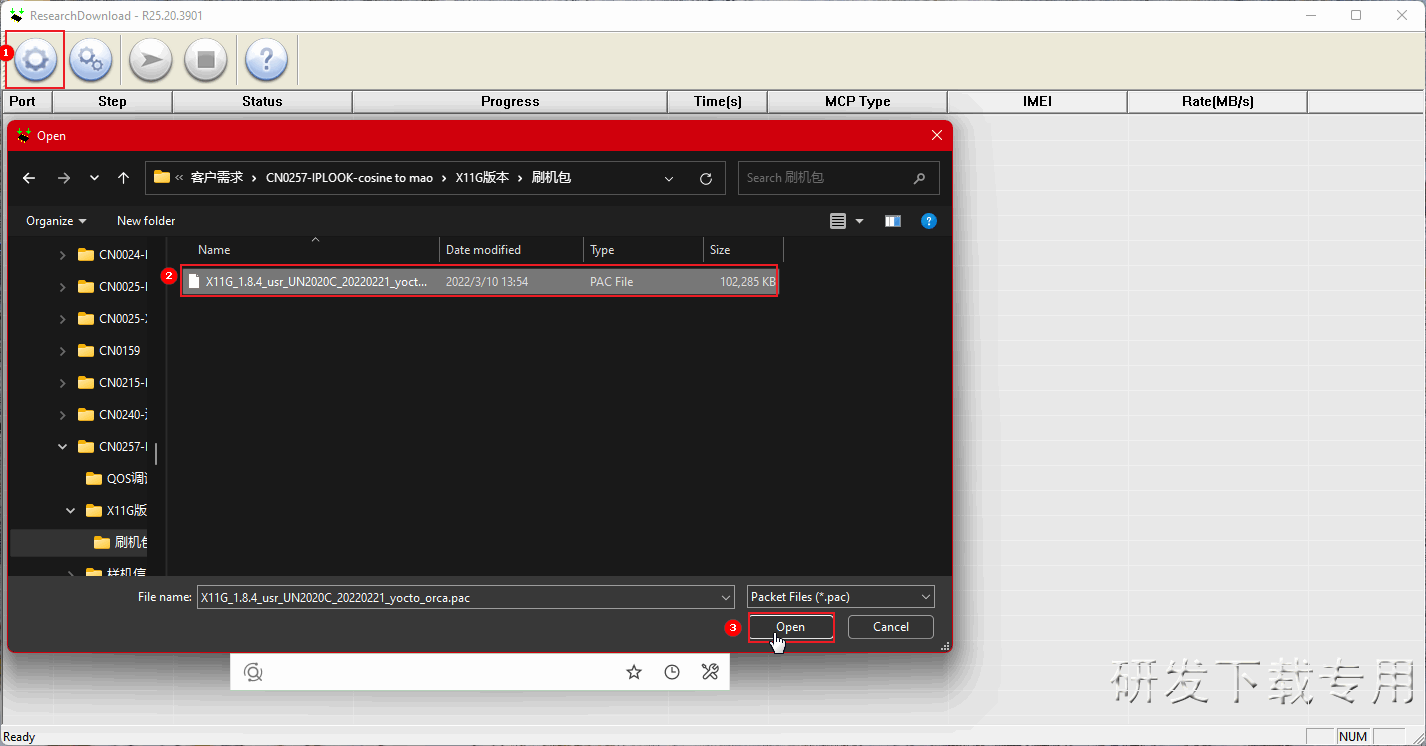 ResearchDownload - R25.20.3901
1
Port Step Status Progress Time(s) MCP Type IMEI Rate(MB/s)
Open
« 客户需求 › CN0257-IPLOOK-cosine to mao › X11G版本 › 刷机包
Search 刷机包
Organize New folder
?
Name Date modified Type Size
2 X11G_1.8.4_usr_UN2020C_20220221_yoct... 2022/3/10 13:54 PAC File 102,285 KB
CN0024-I
CN0025-I
CN0025-X
CN0159
CN0215-I
CN0240-
CN0257-I
QOS调
X11G版
刷机包
样机信
File name: X11G_1.8.4_usr_UN2020C_20220221_yocto_orca.pac Packet Files (*.pac)
3 Open Cancel
研发下载专用
Ready NUM